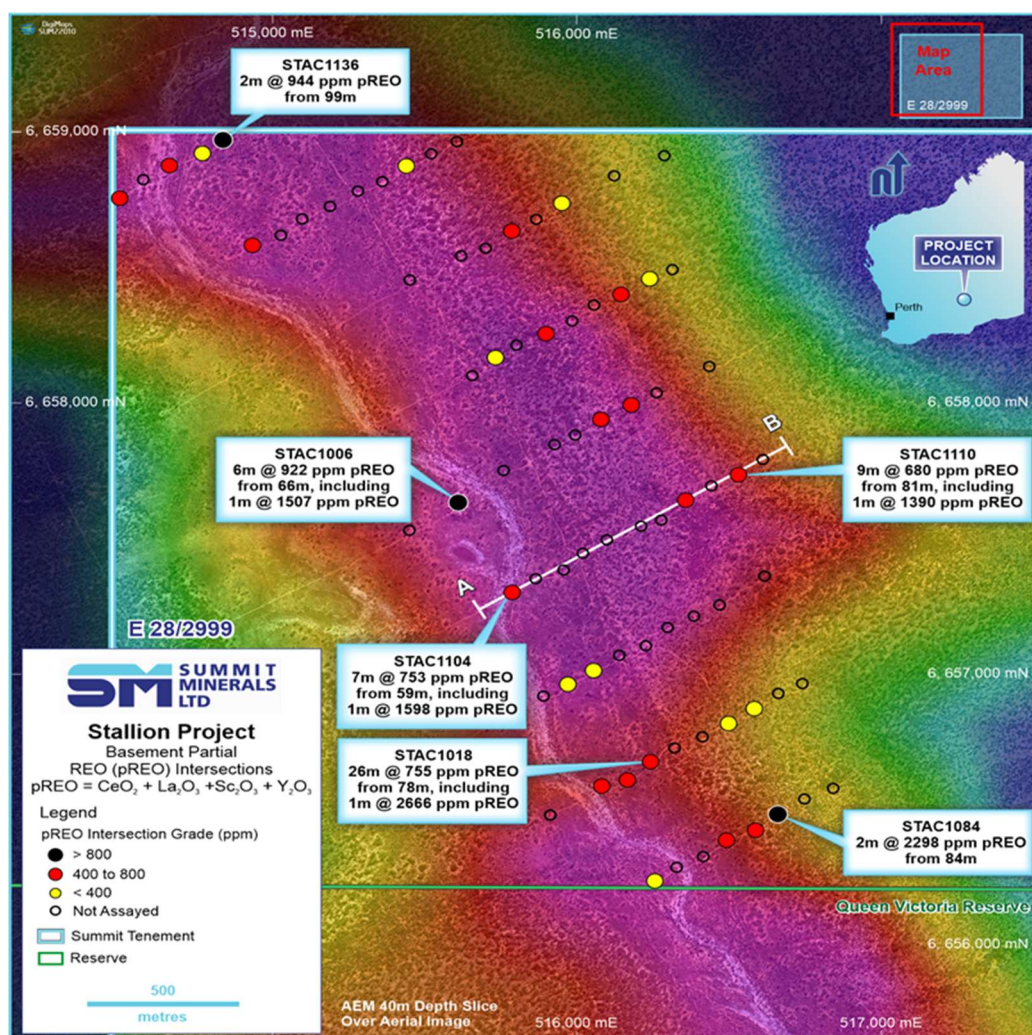 DigiMaps
SUM22010
515,000 mE
516,000 mE
Map
Area
E 28/2999
STAC1136
2m @ 944 ppm pREO
from 99m
6, 659,000 mN
n
PROJECT
LOCATION
Perth
6, 658,000 mN
6, 658,000 mN
B
STAC1006
6m @ 922 ppm pREO
from 66m, including
1m @ 1507 ppm pREO
STAC1110
9m @ 680 ppm pREO
from 81m, including
1m @ 1390 ppm pREO
A
E 28/2999
STAC1104
7m @ 753 ppm pREO
from 59m, including
1m @ 1598 ppm pREO
6, 657,000 mN
STAC1018
26m @ 755 ppm pREO
from 78m, including
1m @ 2666 ppm pREO
STAC1084
2m @ 2298 ppm pREO
from 84m
Queen Victoria Reserve
6, 656,000 mN
SM SUMMIT
MINERALS
LTD
Stallion Project
Basement Partial
REO (pREO) Intersections
pREO = CeO₂ + La₂O₃ +Sc₂O₃ + Y₂O₃
Legend
pREO Intersection Grade (ppm)
> 800
400 to 800
< 400
Not Assayed
Summit Tenement
Reserve
500
metres
AEM 40m Depth Slice
Over Aerial Image
516,000 mE
517,000 mE